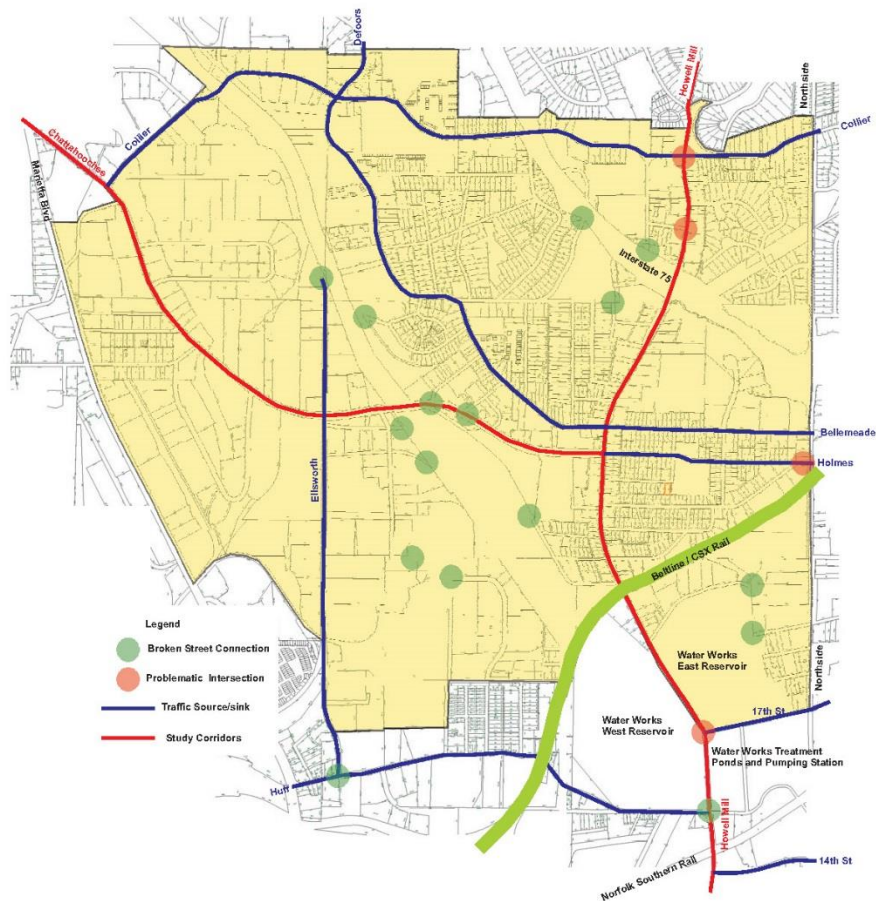 Defoors
Howell Mill
Northside
Collier
Collier
Chattahoochee
Marietta Blvd
Interstate 75
Bellemeade
Holmes
Ellsworth
Beltline / CSX Rail
Legend
Broken Street Connection
Problematic Intersection
Traffic Source/sink
Study Corridors
Water Works
East Reservoir
Northside
17th St
Water Works
West Reservoir
Water Works Treatment
Ponds and Pumping Station
Huff
Howell Mill
14th St
Norfolk Southern Rail